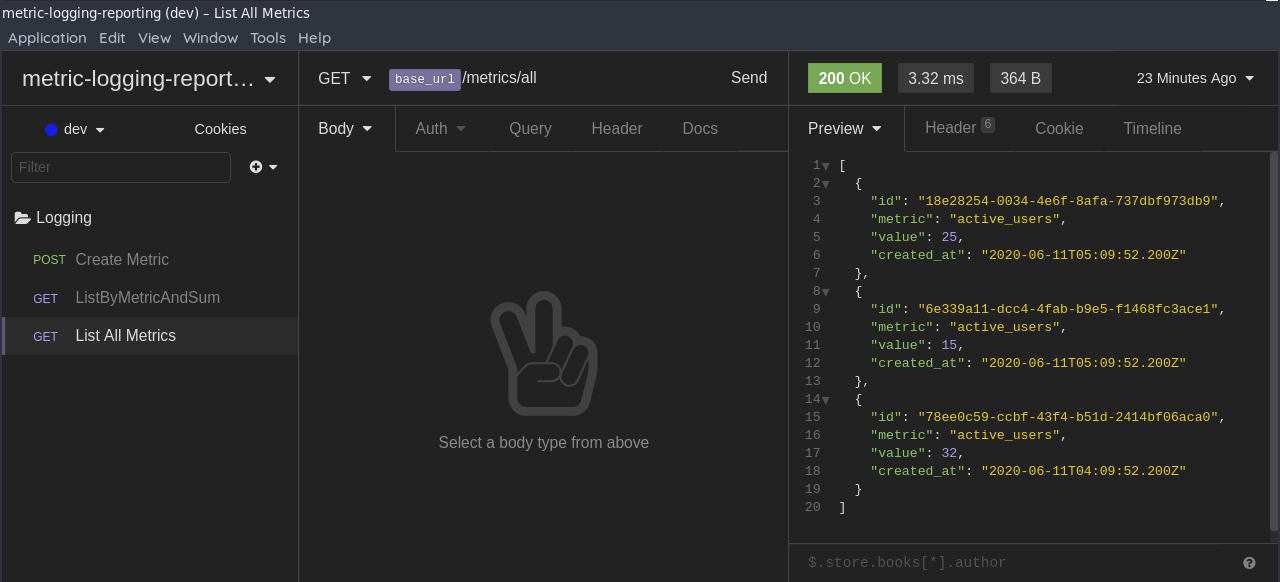 metric-logging-reporting (dev) – List All Metrics
Application Edit View Window Tools Help
metric-logging-report...
GET base_url/metrics/all Send
200 OK 3.32 ms 364 B 23 Minutes Ago
dev Cookies
Body Auth Query Header Docs
Preview Header 6 Cookie Timeline
Filter
Logging
POST Create Metric
GET ListByMetricAndSum
GET List All Metrics
Select a body type from above
1 [
2 {
3 "id": "18e28254-0034-4e6f-8afa-737dbf973db9",
4 "metric": "active_users",
5 "value": 25,
6 "created_at": "2020-06-11T05:09:52.200Z"
7 },
8 {
9 "id": "6e339a11-dcc4-4fab-b9e5-f1468fc3ace1",
10 "metric": "active_users",
11 "value": 15,
12 "created_at": "2020-06-11T05:09:52.200Z"
13 },
14 {
15 "id": "78ee0c59-ccbf-43f4-b51d-2414bf06aca0",
16 "metric": "active_users",
17 "value": 32,
18 "created_at": "2020-06-11T04:09:52.200Z"
19 }
20 ]
$.store.books[*].author